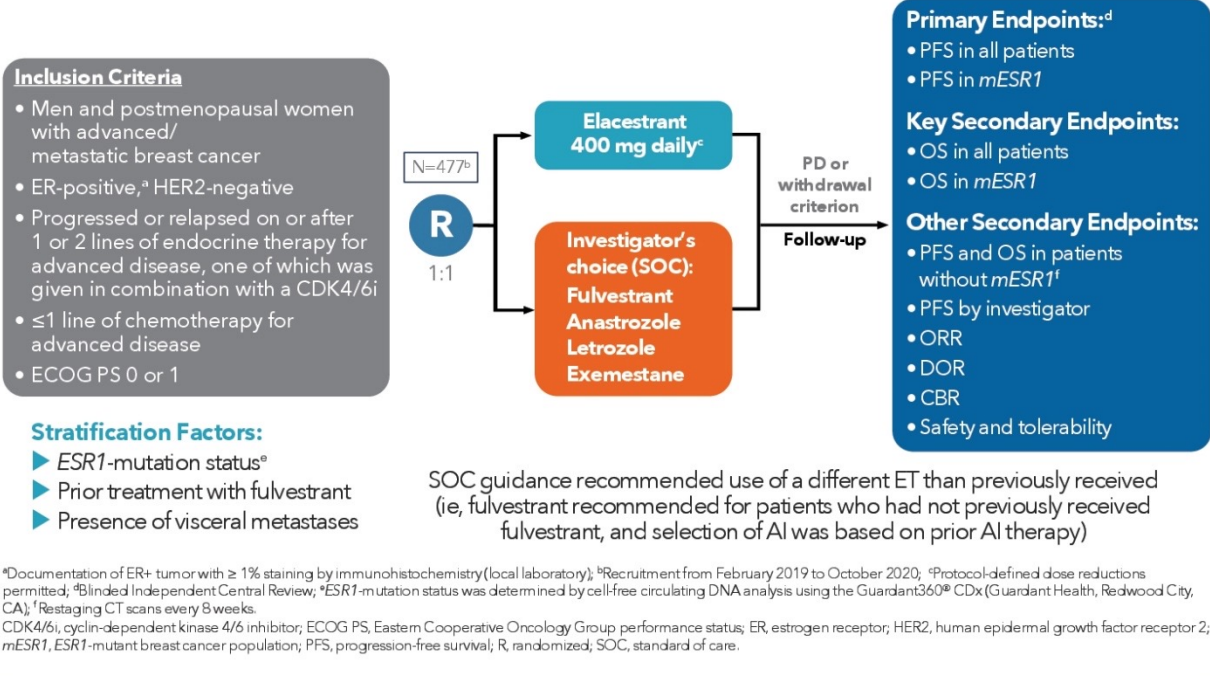 Inclusion Criteria
• Men and postmenopausal women
with advanced/
metastatic breast cancer
• ER-positive,ᵃ HER2-negative
• Progressed or relapsed on or after
1 or 2 lines of endocrine therapy for
advanced disease, one of which was
given in combination with a CDK4/6i
• ≤1 line of chemotherapy for
advanced disease
• ECOG PS 0 or 1
Stratification Factors:
▶ ESR1-mutation statusᵉ
▶ Prior treatment with fulvestrant
▶ Presence of visceral metastases
N=477ᵇ
R
1:1
Elacestrant
400 mg dailyᶜ
Investigator's
choice (SOC):
Fulvestrant
Anastrozole
Letrozole
Exemestane
PD or
withdrawal
criterion
Follow-up
Primary Endpoints:ᵈ
• PFS in all patients
• PFS in mESR1
Key Secondary Endpoints:
• OS in all patients
• OS in mESR1
Other Secondary Endpoints:
• PFS and OS in patients
without mESR1ᶠ
• PFS by investigator
• ORR
• DOR
• CBR
• Safety and tolerability
SOC guidance recommended use of a different ET than previously received
(ie, fulvestrant recommended for patients who had not previously received
fulvestrant, and selection of AI was based on prior AI therapy)
ᵃDocumentation of ER+ tumor with ≥ 1% staining by immunohistochemistry (local laboratory); ᵇRecruitment from February 2019 to October 2020; ᶜProtocol-defined dose reductions
permitted; ᵈBlinded Independent Central Review; ᵉESR1-mutation status was determined by cell-free circulating DNA analysis using the Guardant360® CDx (Guardant Health, Redwood City,
CA); ᶠRestaging CT scans every 8 weeks.
CDK4/6i, cyclin-dependent kinase 4/6 inhibitor; ECOG PS, Eastern Cooperative Oncology Group performance status; ER, estrogen receptor; HER2, human epidermal growth factor receptor 2;
mESR1, ESR1-mutant breast cancer population; PFS, progression-free survival; R, randomized; SOC, standard of care.